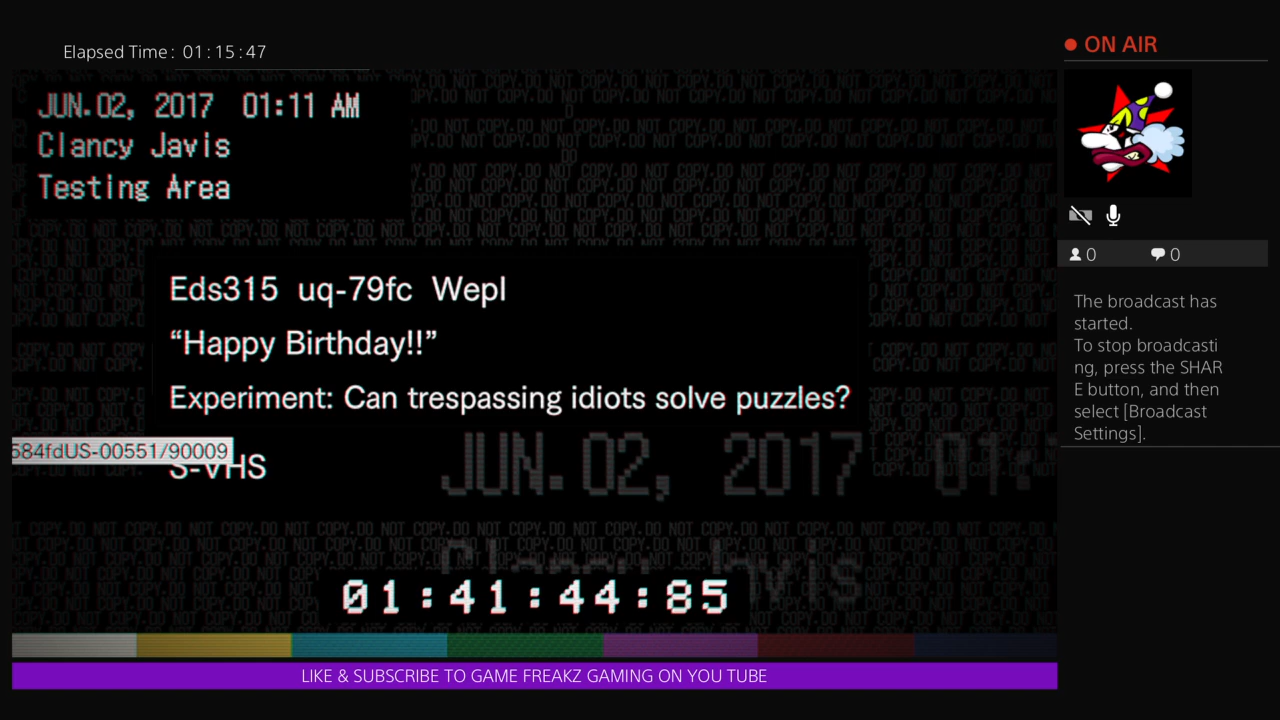 Elapsed Time: 01:15:47
ON AIR
JUN.02, 2017 01:11 AM
Clancy Javis
Testing Area
Eds315 uq-79fc Wepl
“Happy Birthday!!”
Experiment: Can trespassing idiots solve puzzles?
584fdUS-00551/90009
S-VHS
JUN.02, 2017 01:
Clancy Javis
01:41:44:85
LIKE & SUBSCRIBE TO GAME FREAKZ GAMING ON YOU TUBE
0 0
The broadcast has
started.
To stop broadcasti
ng, press the SHAR
E button, and then
select [Broadcast
Settings].